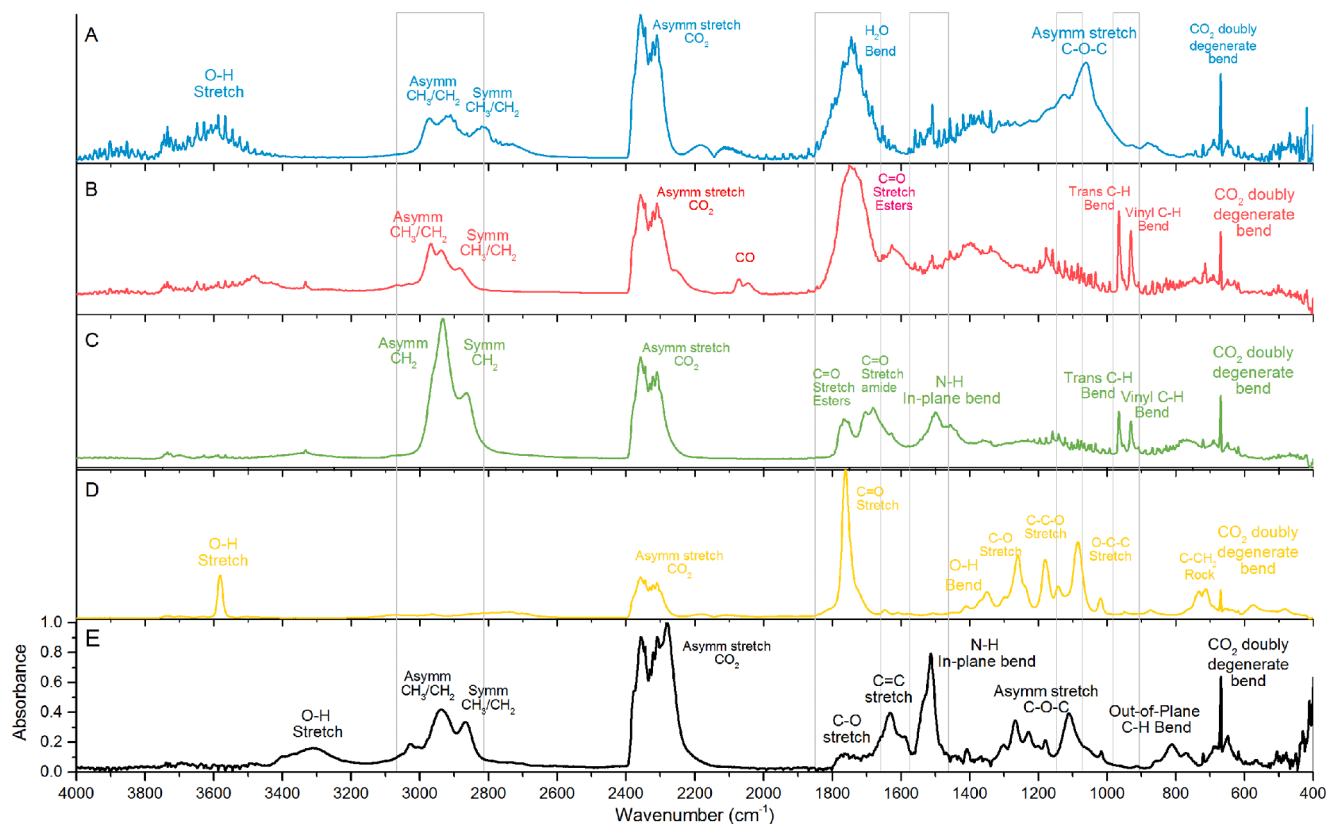 A
O-H
Stretch
Asymm
CH₃/CH₂
Symm
CH₃/CH₂
Asymm stretch
CO₂
H₂O
Bend
Asymm stretch
C-O-C
CO₂ doubly
degenerate
bend
B
Asymm
CH₃/CH₂
Symm
CH₃/CH₂
Asymm stretch
CO₂
CO
C=O
Stretch
Esters
Trans C-H
Bend
Vinyl C-H
Bend
CO₂ doubly
degenerate
bend
C
Asymm
CH₂
Symm
CH₂
Asymm stretch
CO₂
C=O
Stretch
Esters
C=O
Stretch
amide
N-H
In-plane bend
Trans C-H
Bend
Vinyl C-H
Bend
CO₂ doubly
degenerate
bend
D
O-H
Stretch
Asymm stretch
CO₂
C=O
Stretch
O-H
Bend
C-O
Stretch
C-C-O
Stretch
O-C-C
Stretch
C-CH₂
Rock
CO₂ doubly
degenerate
bend
E
O-H
Stretch
Asymm
CH₃/CH₂
Symm
CH₃/CH₂
Asymm stretch
CO₂
C-O
stretch
C=C
stretch
N-H
In-plane bend
Asymm stretch
C-O-C
Out-of-Plane
C-H Bend
CO₂ doubly
degenerate
bend
Absorbance
1.0
0.8
0.6
0.4
0.2
0.0
4000 3800 3600 3400 3200 3000 2800 2600 2400 2200 2000 1800 1600 1400 1200 1000 800 600 400
Wavenumber (cm⁻¹)